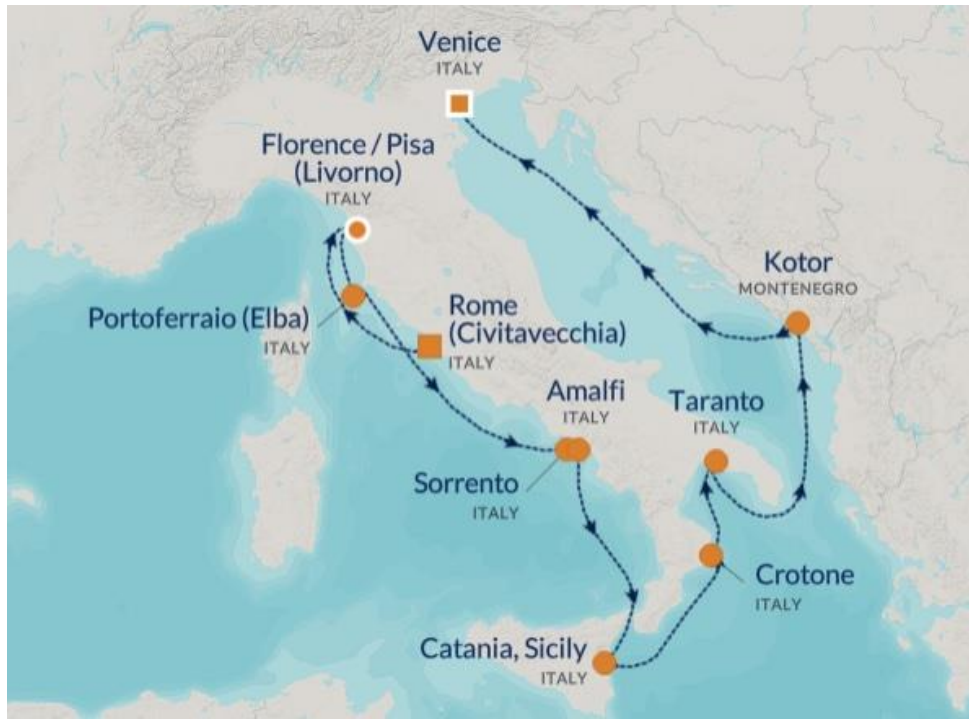 Venice
ITALY
Florence / Pisa
(Livorno)
ITALY
Kotor
MONTENEGRO
Portoferraio (Elba)
ITALY
Rome
(Civitavecchia)
ITALY
Amalfi
ITALY
Taranto
ITALY
Sorrento
ITALY
Crotone
ITALY
Catania, Sicily
ITALY